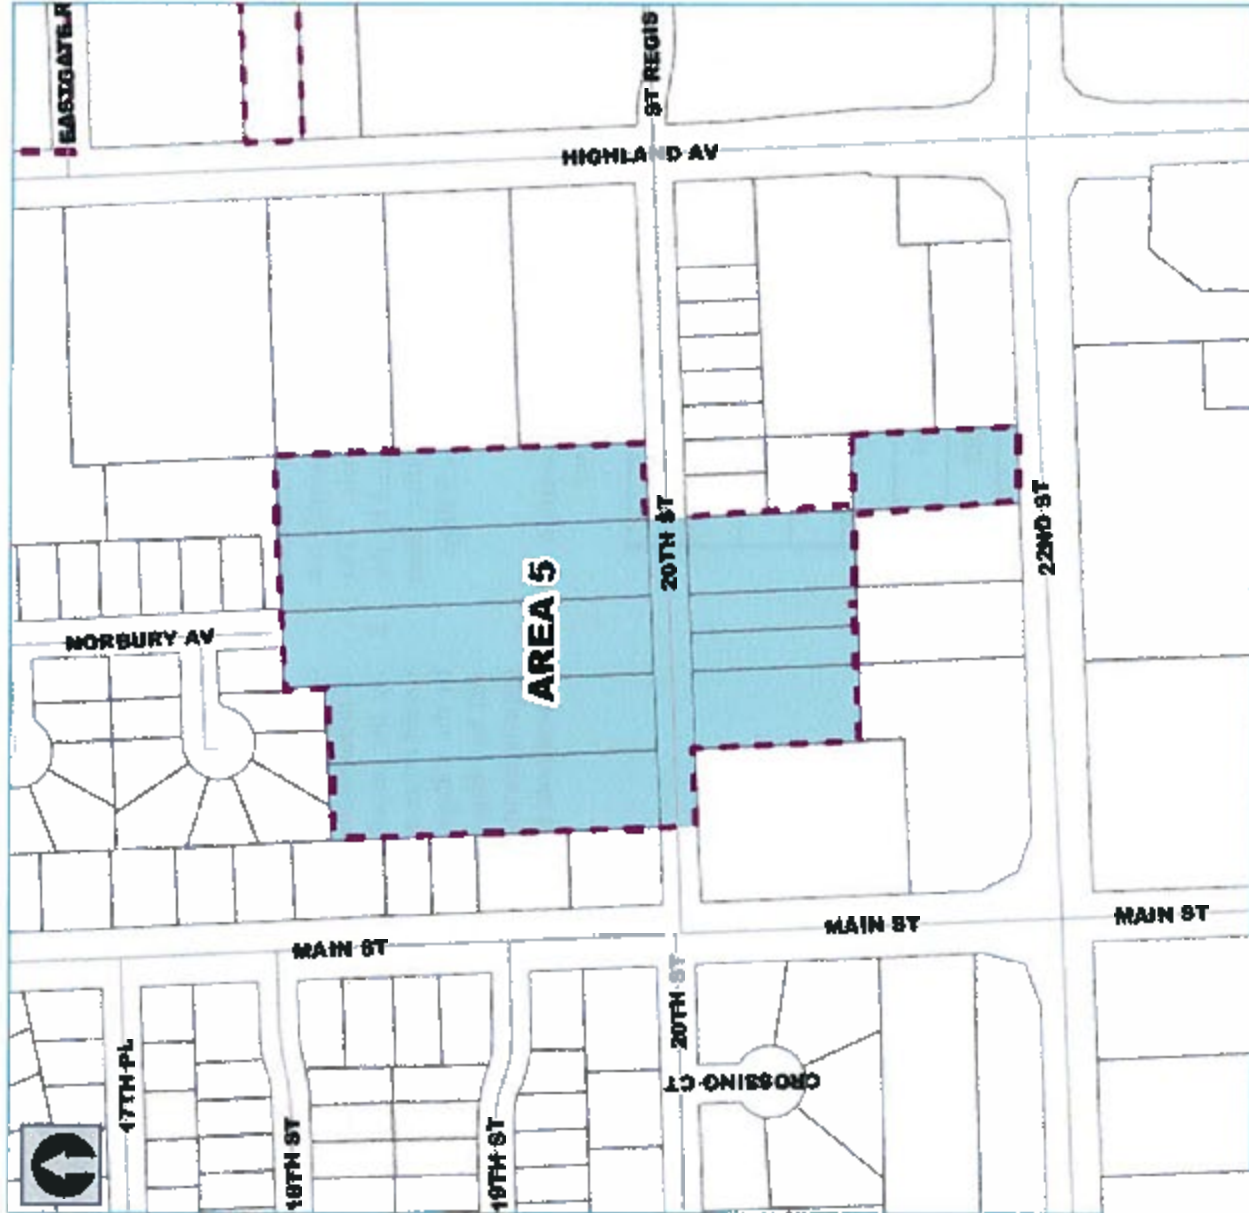 EASTGATE R
ST REGIS
HIGHLAND AV
20TH ST
22ND ST
AREA 5
NORBURY AV
MAIN ST
MAIN ST
MAIN ST
20TH ST
17TH PL
CROSSING CT
18TH ST
19TH ST